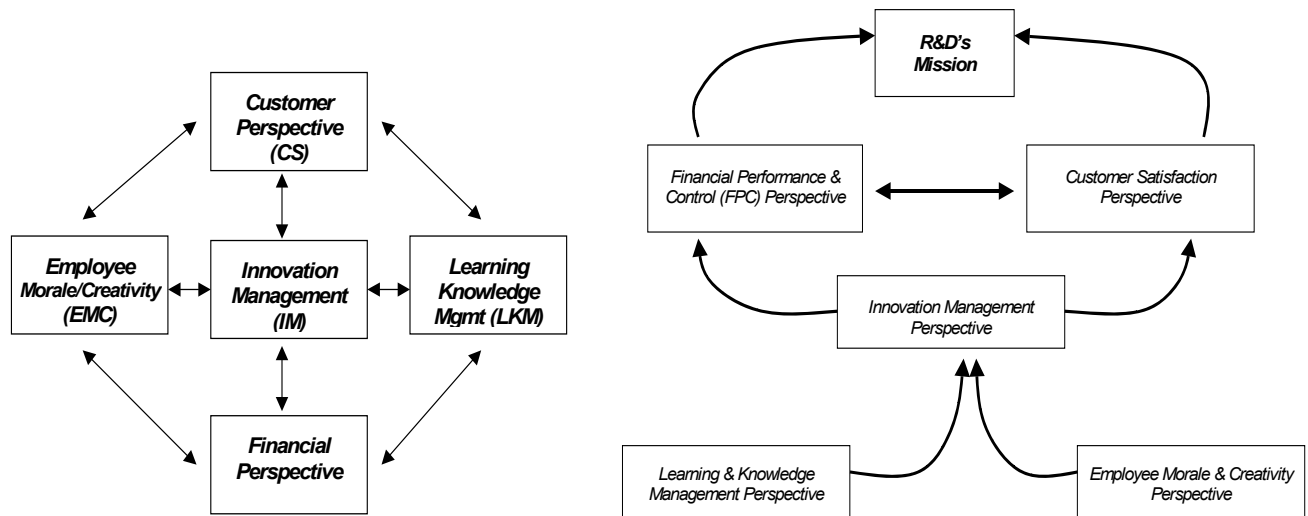 Customer
Perspective
(CS)
Employee
Morale/Creativity
(EMC)
Innovation
Management
(IM)
Learning
Knowledge
Mgmt (LKM)
Financial
Perspective
R&D's
Mission
Financial Performance &
Control (FPC) Perspective
Customer Satisfaction
Perspective
Innovation Management
Perspective
Learning & Knowledge
Management Perspective
Employee Morale & Creativity
Perspective